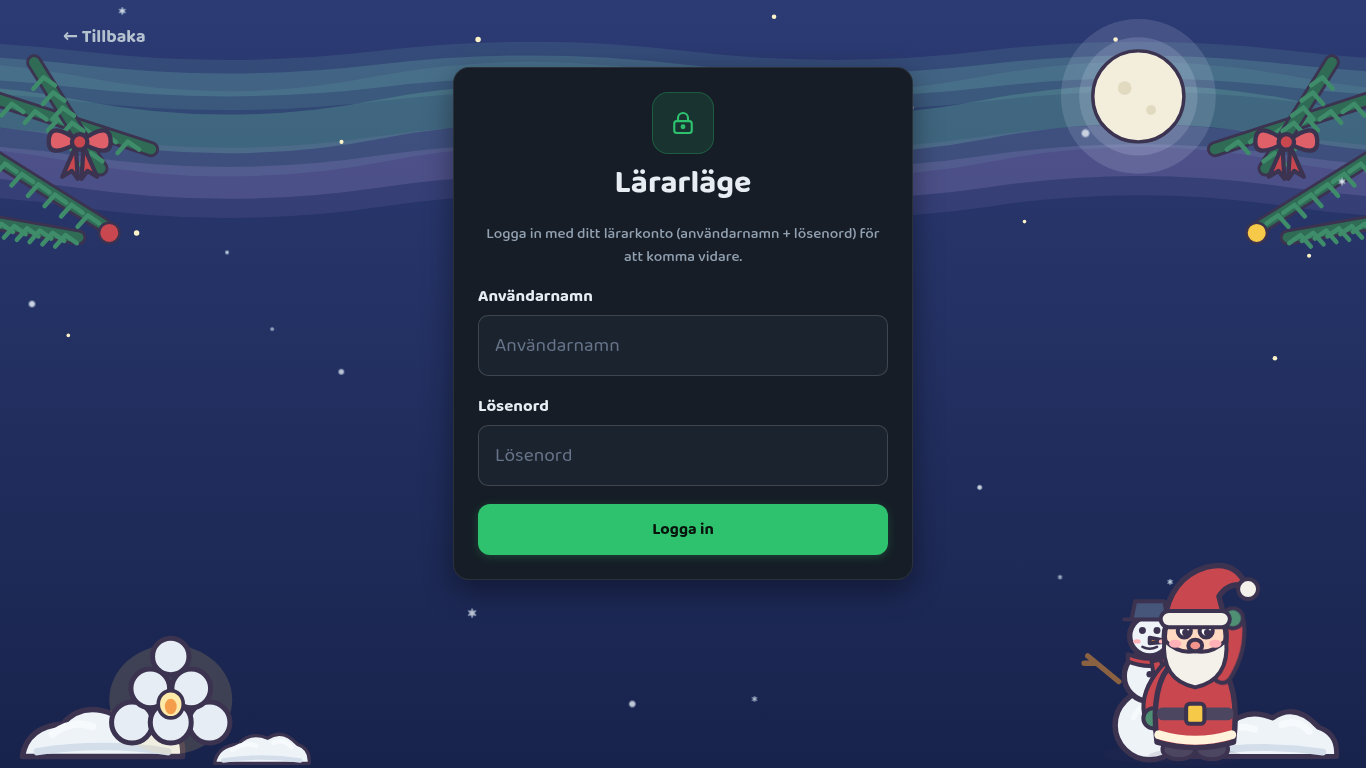 ← Tillbaka
Lärarläge
Logga in med ditt lärarkonto (användarnamn + lösenord) för
att komma vidare.
Användarnamn
Användarnamn
Lösenord
Lösenord
Logga in